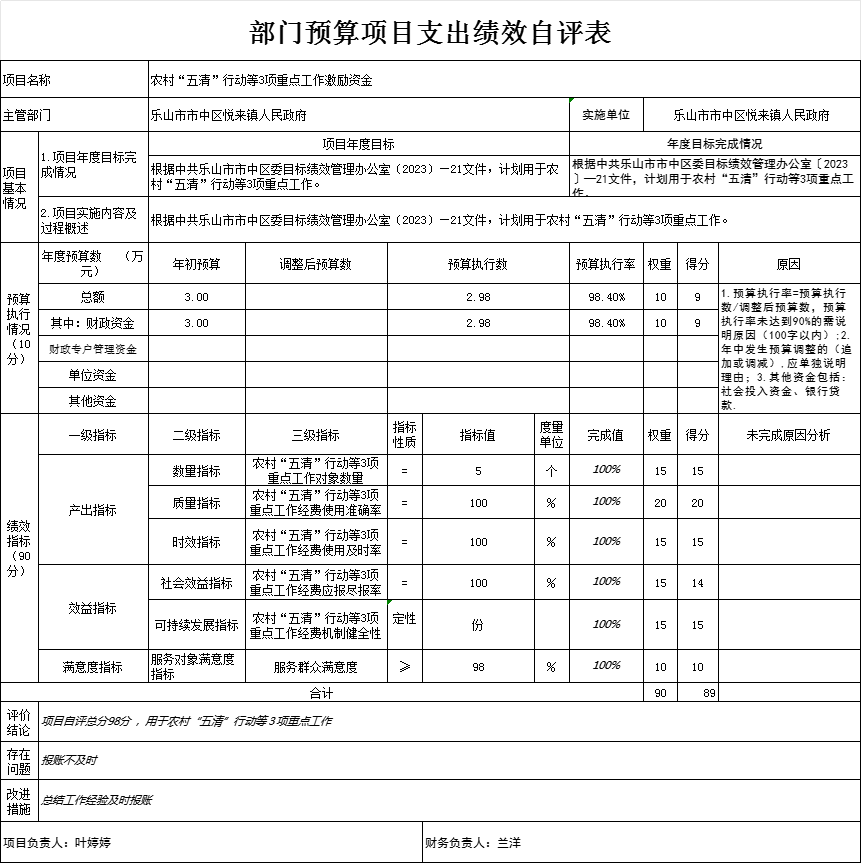 部门预算项目支出绩效自评表
项目名称 农村“五清”行动等3项重点工作激励资金
主管部门 乐山市市中区悦来镇人民政府 实施单位 乐山市市中区悦来镇人民政府
项目基本情况
1.项目年度目标完成情况
项目年度目标 年度目标完成情况
根据中共乐山市市中区委目标绩效管理办公室（2023）—21文件，计划用于农村“五清”行动等3项重点工作。
根据中共乐山市市中区委目标绩效管理办公室〔2023〕—21文件，计划用于农村“五清”行动等3项重点工作。
2.项目实施内容及过程概述
根据中共乐山市市中区委目标绩效管理办公室（2023）—21文件，计划用于农村“五清”行动等3项重点工作。
预算执行情况（10分）
年度预算数 （万元） 年初预算 调整后预算数 预算执行数 预算执行率 权重 得分 原因
总额 3.00 2.98 98.40% 10 9
其中：财政资金 3.00 2.98 98.40% 10 9
财政专户管理资金
单位资金
其他资金
1.预算执行率=预算执行数/调整后预算数，预算执行率未达到90%的需说明原因（100字以内）;2.年中发生预算调整的（追加或调减）,应单独说明理由；3.其他资金包括：社会投入资金、银行贷款.
绩效指标（90分）
一级指标 二级指标 三级指标 指标性质 指标值 度量单位 完成值 权重 得分 未完成原因分析
产出指标
数量指标 农村“五清”行动等3项重点工作对象数量 = 5 个 100% 15 15
质量指标 农村“五清”行动等3项重点工作经费使用准确率 = 100 % 100% 20 20
时效指标 农村“五清”行动等3项重点工作经费使用及时率 = 100 % 100% 15 15
效益指标
社会效益指标 农村“五清”行动等3项重点工作经费应报尽报率 = 100 % 100% 15 14
可持续发展指标 农村“五清”行动等3项重点工作经费机制健全性 定性 份 100% 15 15
满意度指标 服务对象满意度指标 服务群众满意度 ≥ 98 % 100% 10 10
合计 90 89
评价结论 项目自评总分98分，用于农村“五清”行动等3项重点工作
存在问题 报账不及时
改进措施 总结工作经验及时报账
项目负责人：叶婷婷 财务负责人：兰洋